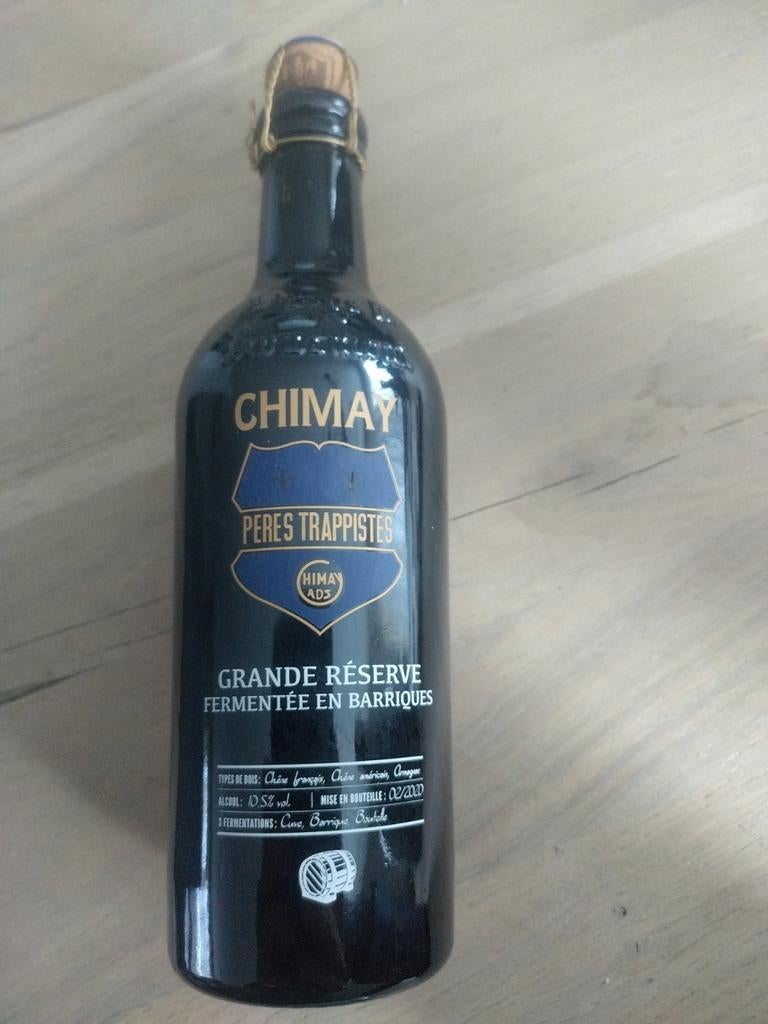 CHIMAY
PERES TRAPPISTES
CHIMAY
ADS
GRANDE RÉSERVE
FERMENTÉE EN BARRIQUES
TYPES DE BOIS: Chêne français, Chêne américain, Armagnac
ALCOOL: 10,5% vol. | MISE EN BOUTEILLE: 02/2020
3 FERMENTATIONS: Cuve, Barrique, Bouteille